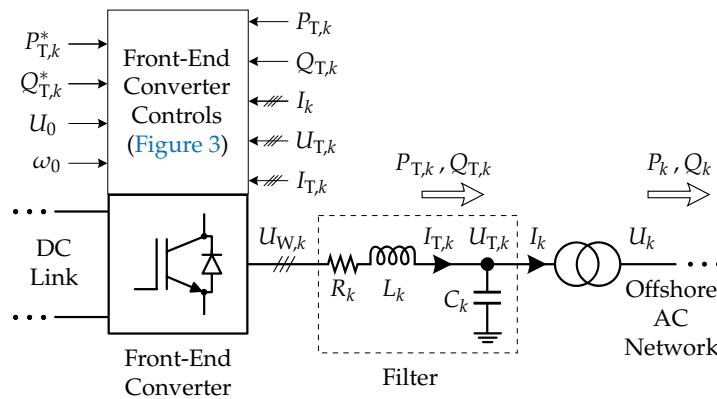 P*T,k
Q*T,k
U0
ω0
Front-End
Converter
Controls
(Figure 3)
PT,k
QT,k
Ik
UT,k
IT,k
PT,k , QT,k
Pk , Qk
DC
Link
UW,k
Rk
Lk
IT,k
UT,k
Ck
Ik
Uk
Offshore
AC
Network
Front-End
Converter
Filter